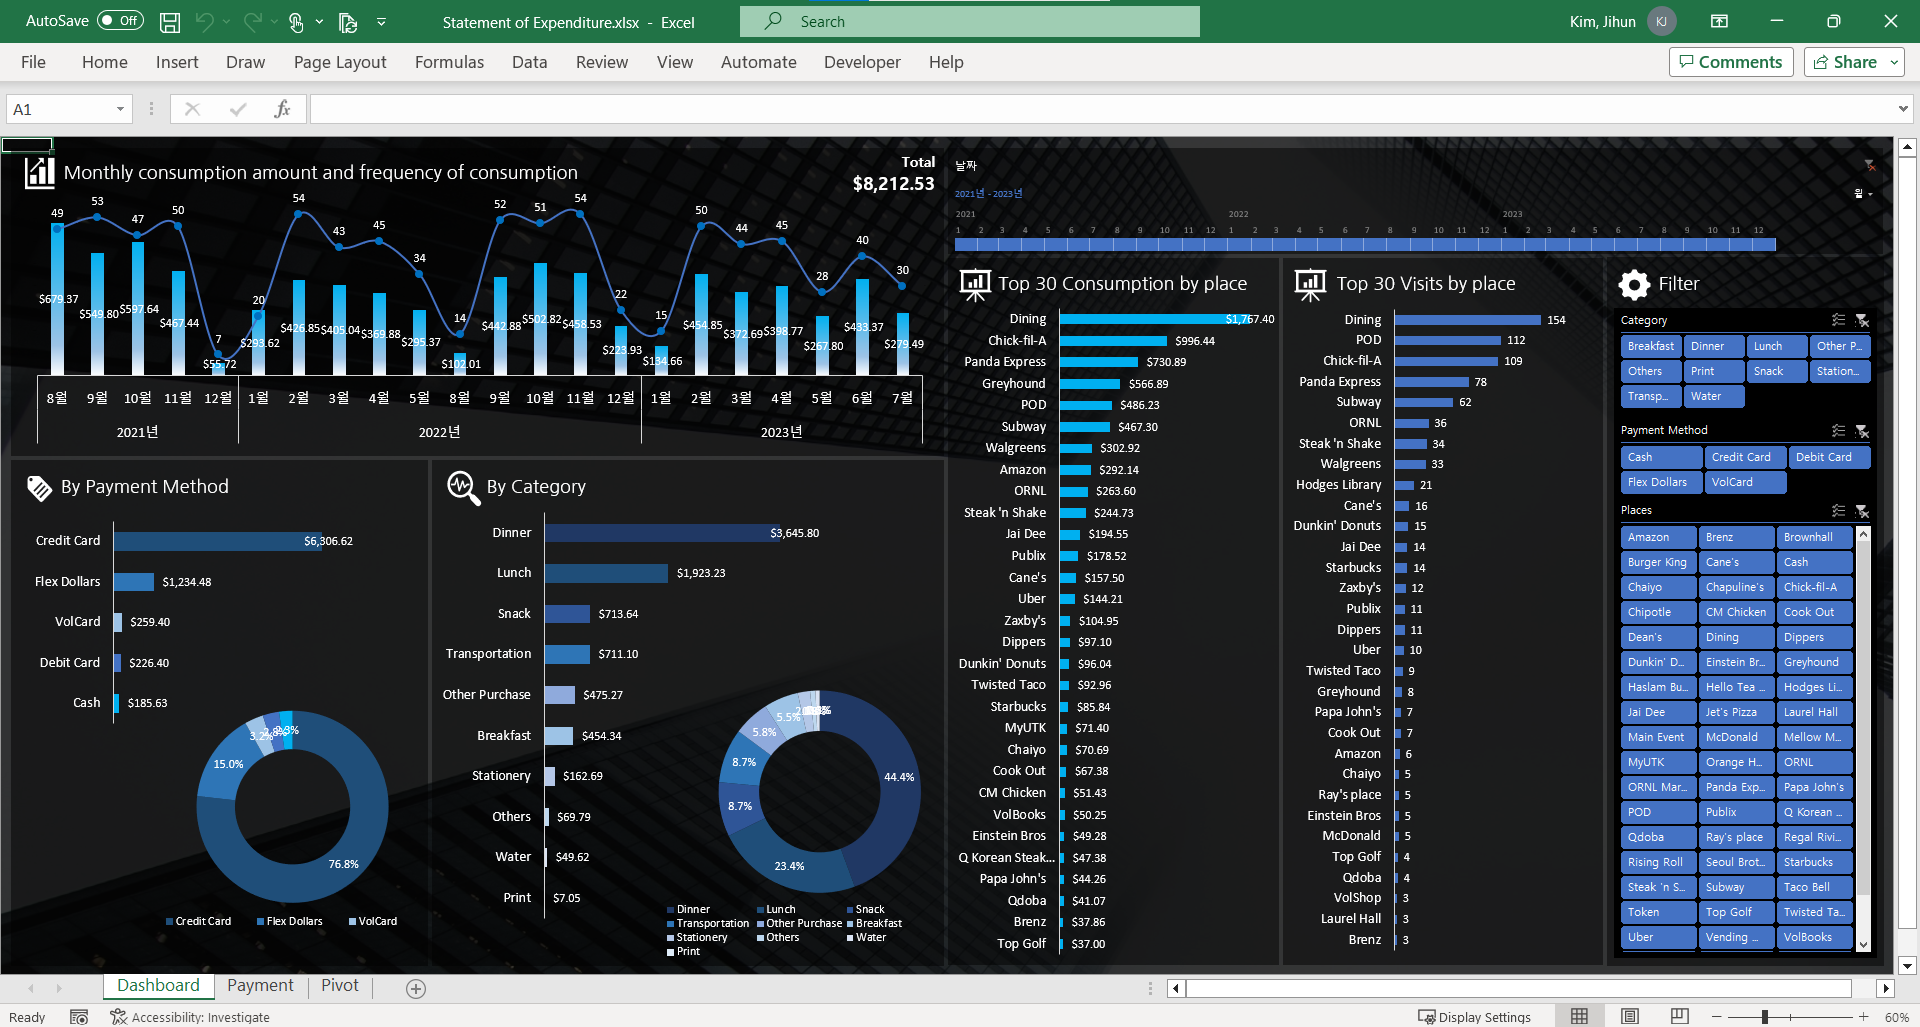 AutoSave Off Statement of Expenditure.xlsx - Excel Search Kim, Jihun KJ
File Home Insert Draw Page Layout Formulas Data Review View Automate Developer Help Comments Share
A1 fx
Monthly consumption amount and frequency of consumption
Total
$8,212.53
49 53 47 50 7 20 54 43 45 34 14 52 51 54 22 15 50 44 45 28 40 30
$679.37 $549.80 $597.64 $467.44 $55.72 $293.62 $426.85 $405.04 $369.88 $295.37 $102.01 $442.88 $502.82 $458.53 $223.93 $134.66 $454.85 $372.69 $398.77 $267.80 $433.37 $279.49
8월 9월 10월 11월 12월 1월 2월 3월 4월 5월 8월 9월 10월 11월 12월 1월 2월 3월 4월 5월 6월 7월
2021년 2022년 2023년
날짜
2021년 - 2023년 월
2021 2022 2023
1 2 3 4 5 6 7 8 9 10 11 12 1 2 3 4 5 6 7 8 9 10 11 12 1 2 3 4 5 6 7 8 9 10 11 12
By Payment Method
Credit Card $6,306.62
Flex Dollars $1,234.48
VolCard $259.40
Debit Card $226.40
Cash $185.63
3.2%
15.0%
76.8%
Credit Card Flex Dollars VolCard
By Category
Dinner $3,645.80
Lunch $1,923.23
Snack $713.64
Transportation $711.10
Other Purchase $475.27
Breakfast $454.34
Stationery $162.69
Others $69.79
Water $49.62
Print $7.05
5.5%
5.8%
8.7%
8.7%
44.4%
23.4%
Dinner Lunch Snack
Transportation Other Purchase Breakfast
Stationery Others Water
Print
Top 30 Consumption by place
Dining $1,767.40
Chick-fil-A $996.44
Panda Express $730.89
Greyhound $566.89
POD $486.23
Subway $467.30
Walgreens $302.92
Amazon $292.14
ORNL $263.60
Steak 'n Shake $244.73
Jai Dee $194.55
Publix $178.52
Cane's $157.50
Uber $144.21
Zaxby's $104.95
Dippers $97.10
Dunkin' Donuts $96.04
Twisted Taco $92.96
Starbucks $85.84
MyUTK $71.40
Chaiyo $70.69
Cook Out $67.38
CM Chicken $51.43
VolBooks $50.25
Einstein Bros $49.28
Q Korean Steak... $47.38
Papa John's $44.26
Qdoba $41.07
Brenz $37.86
Top Golf $37.00
Top 30 Visits by place
Dining 154
POD 112
Chick-fil-A 109
Panda Express 78
Subway 62
ORNL 36
Steak 'n Shake 34
Walgreens 33
Hodges Library 21
Cane's 16
Dunkin' Donuts 15
Jai Dee 14
Starbucks 14
Zaxby's 12
Publix 11
Dippers 11
Uber 10
Twisted Taco 9
Greyhound 8
Papa John's 7
Cook Out 7
Amazon 6
Chaiyo 5
Ray's place 5
Einstein Bros 5
McDonald 5
Top Golf 4
Qdoba 4
VolShop 3
Laurel Hall 3
Brenz 3
Filter
Category
Breakfast Dinner Lunch Other P...
Others Print Snack Station...
Transp... Water
Payment Method
Cash Credit Card Debit Card
Flex Dollars VolCard
Places
Amazon Brenz Brownhall
Burger King Cane's Cash
Chaiyo Chapuline's Chick-fil-A
Chipotle CM Chicken Cook Out
Dean's Dining Dippers
Dunkin' D... Einstein Br... Greyhound
Haslam Bu... Hello Tea ... Hodges Li...
Jai Dee Jet's Pizza Laurel Hall
Main Event McDonald Mellow M...
MyUTK Orange H... ORNL
ORNL Mar... Panda Exp... Papa John's
POD Publix Q Korean ...
Qdoba Ray's place Regal Rivi...
Rising Roll Seoul Brot... Starbucks
Steak 'n S... Subway Taco Bell
Token Top Golf Twisted Ta...
Uber Vending ... VolBooks
Dashboard Payment Pivot
Ready Accessibility: Investigate Display Settings 60%